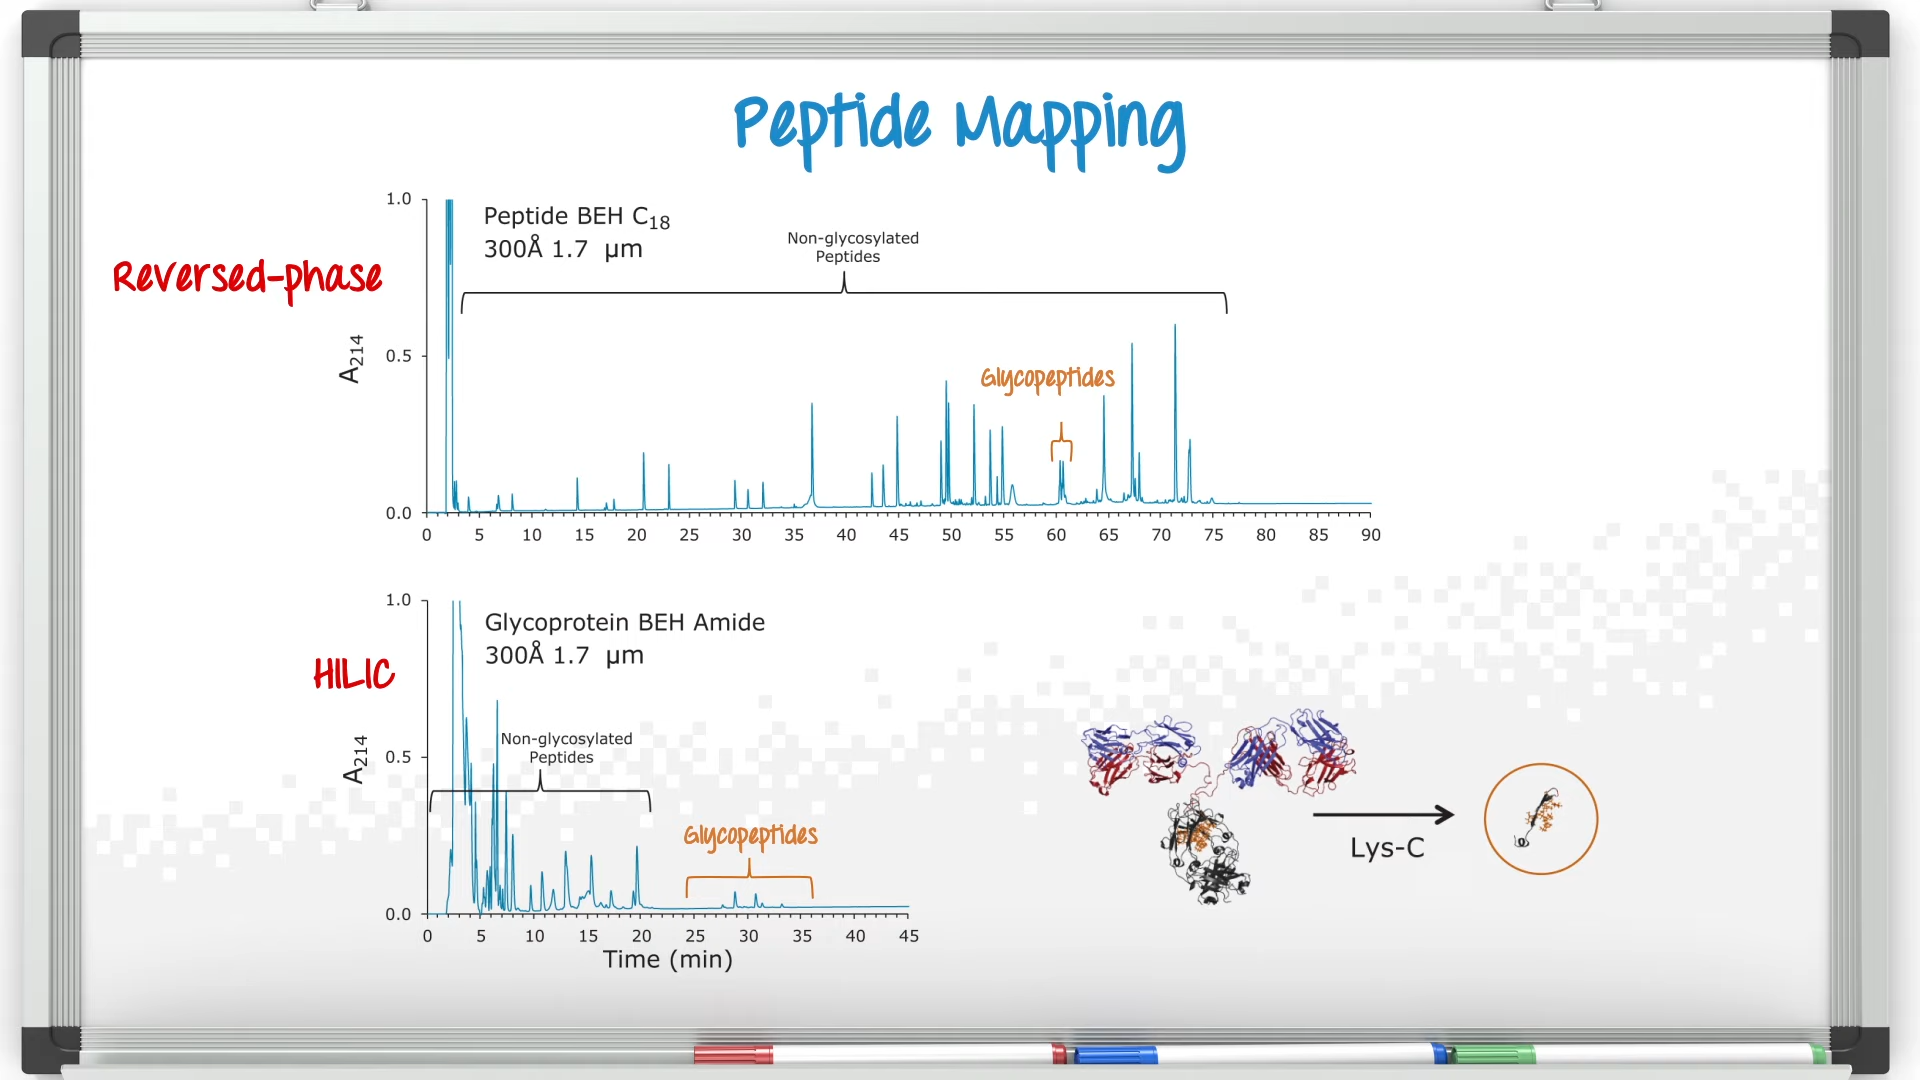 Peptide Mapping
Reversed-phase
Peptide BEH C18
300Å 1.7 µm
Non-glycosylated
Peptides
Glycopeptides
A214
1.0
0.5
0.0
0 5 10 15 20 25 30 35 40 45 50 55 60 65 70 75 80 85 90
HILIC
Glycoprotein BEH Amide
300Å 1.7 µm
Non-glycosylated
Peptides
Glycopeptides
A214
1.0
0.5
0.0
0 5 10 15 20 25 30 35 40 45
Time (min)
Lys-C